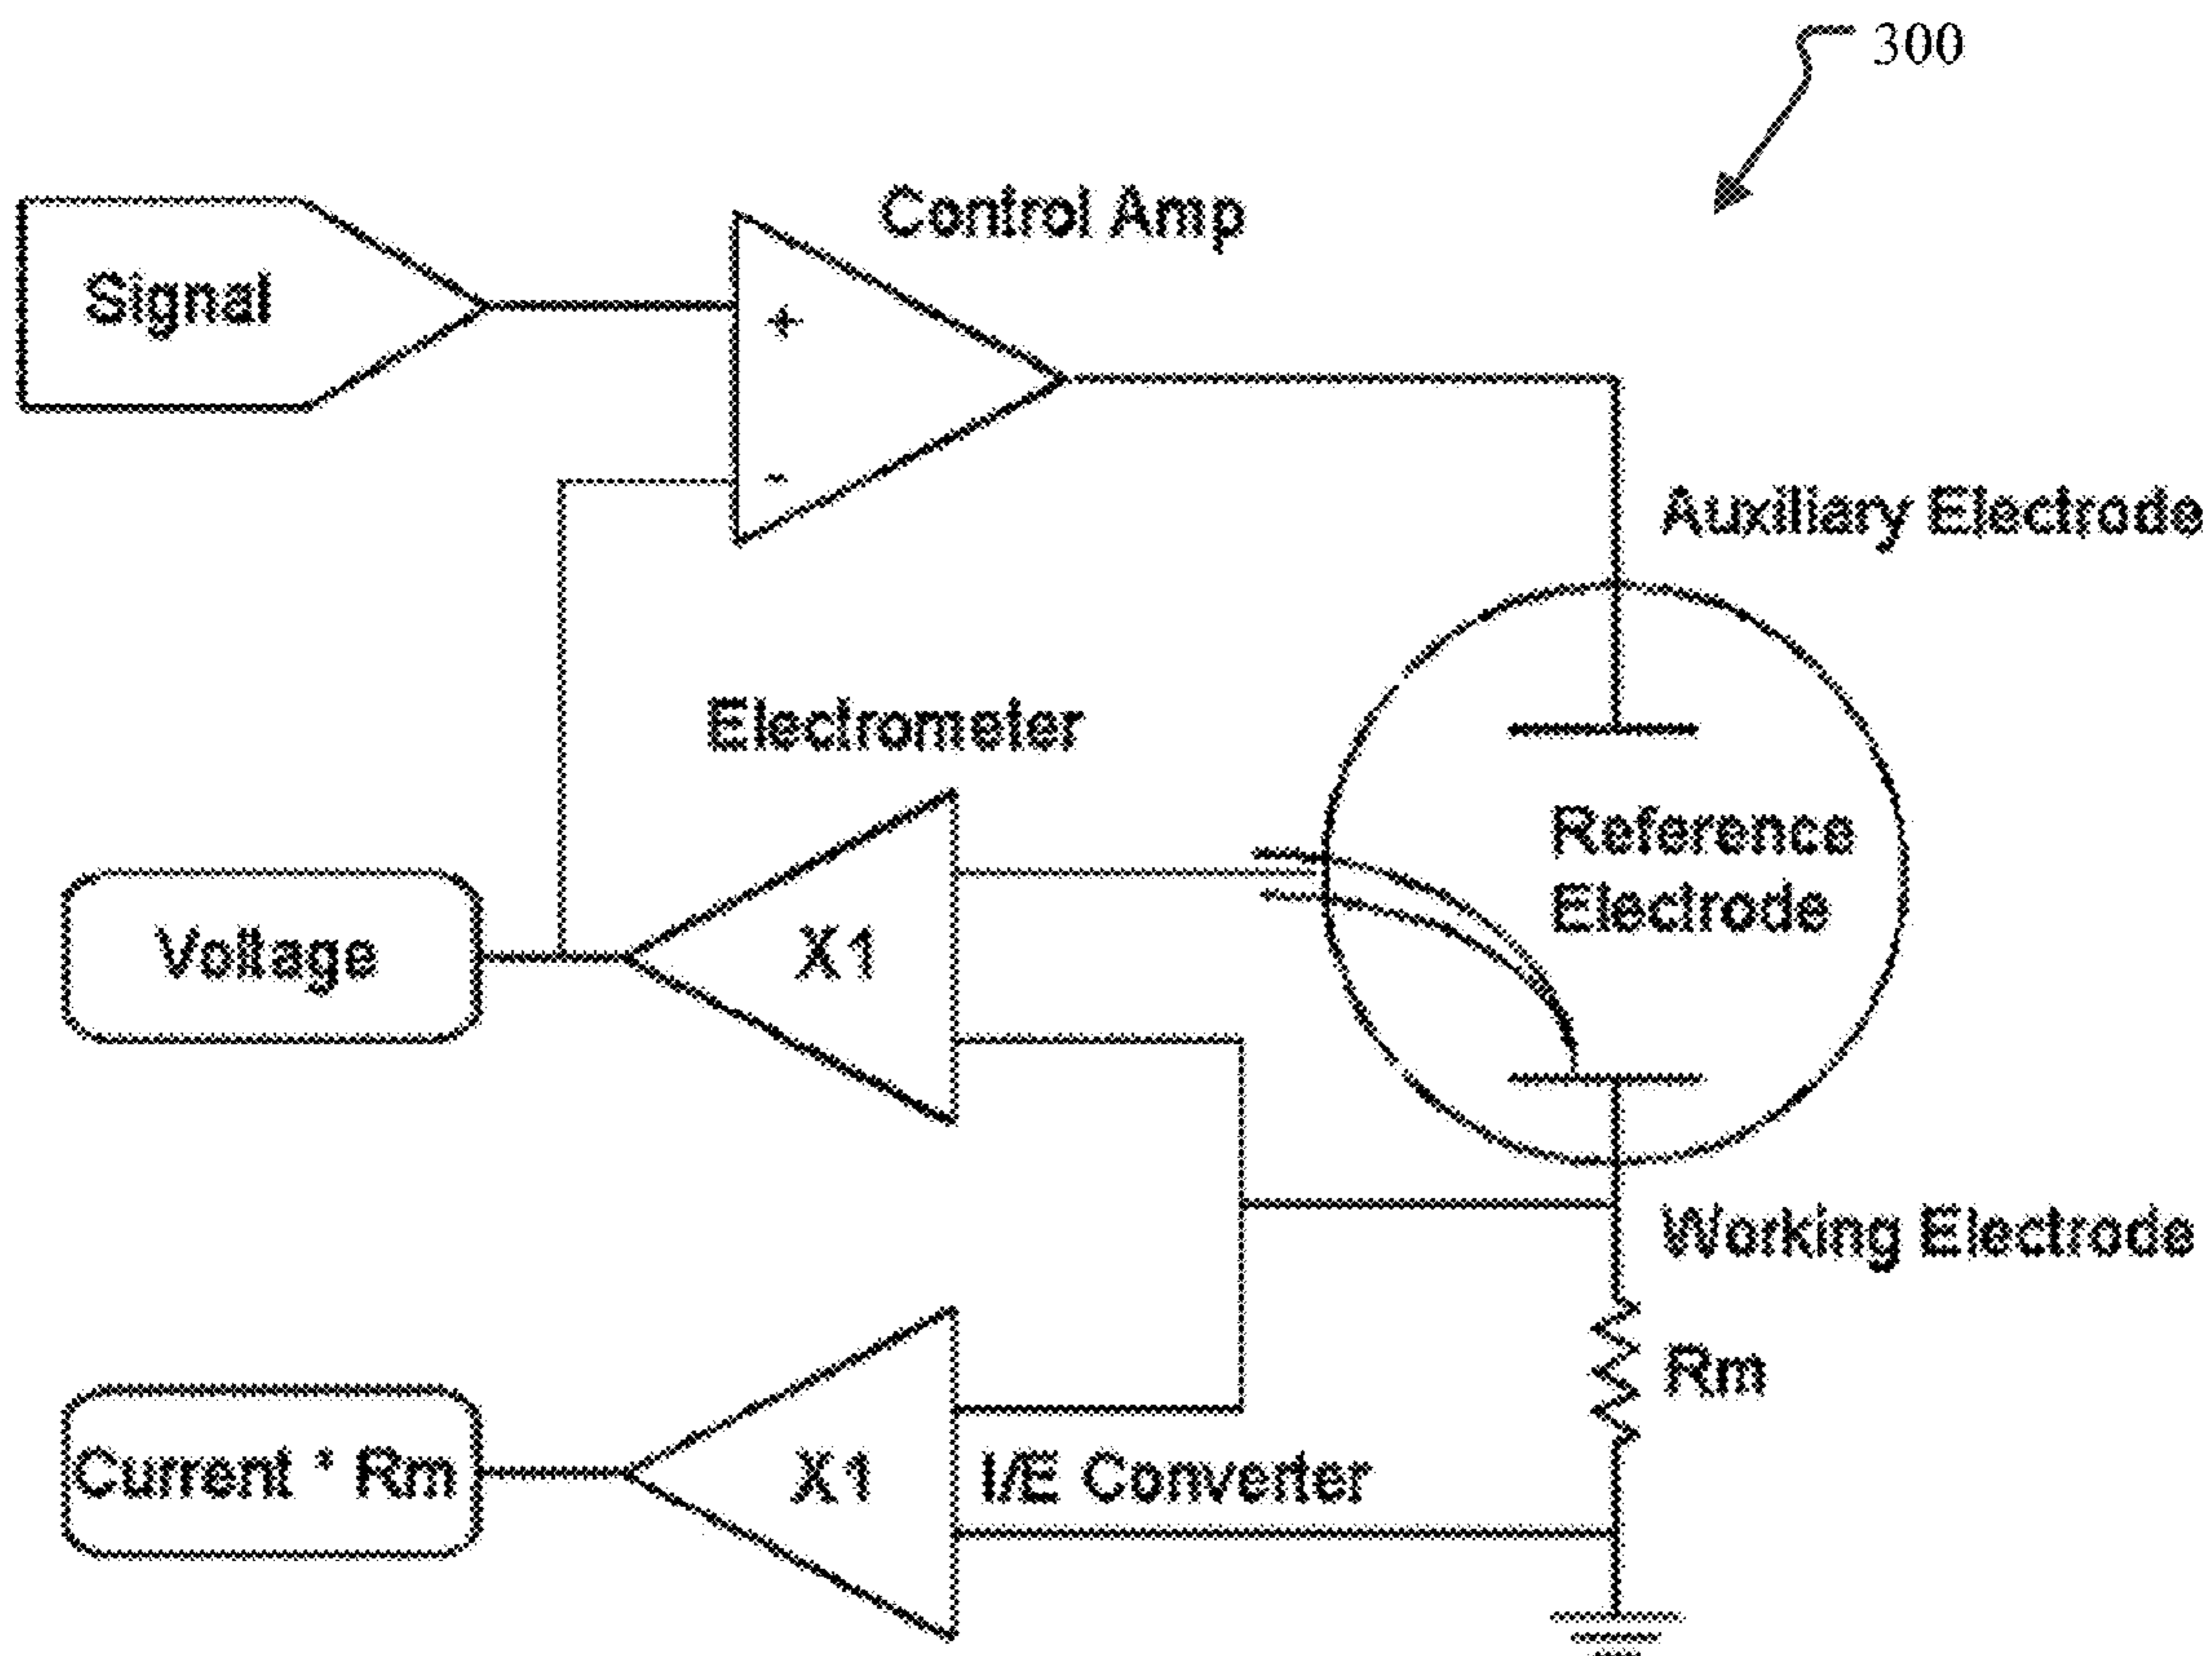 300
Control Amp
Signal
+
-
Auxiliary Electrode
Electrometer
Reference
Electrode
Voltage
X1
Working Electrode
Rm
Current * Rm
X1
I/E Converter